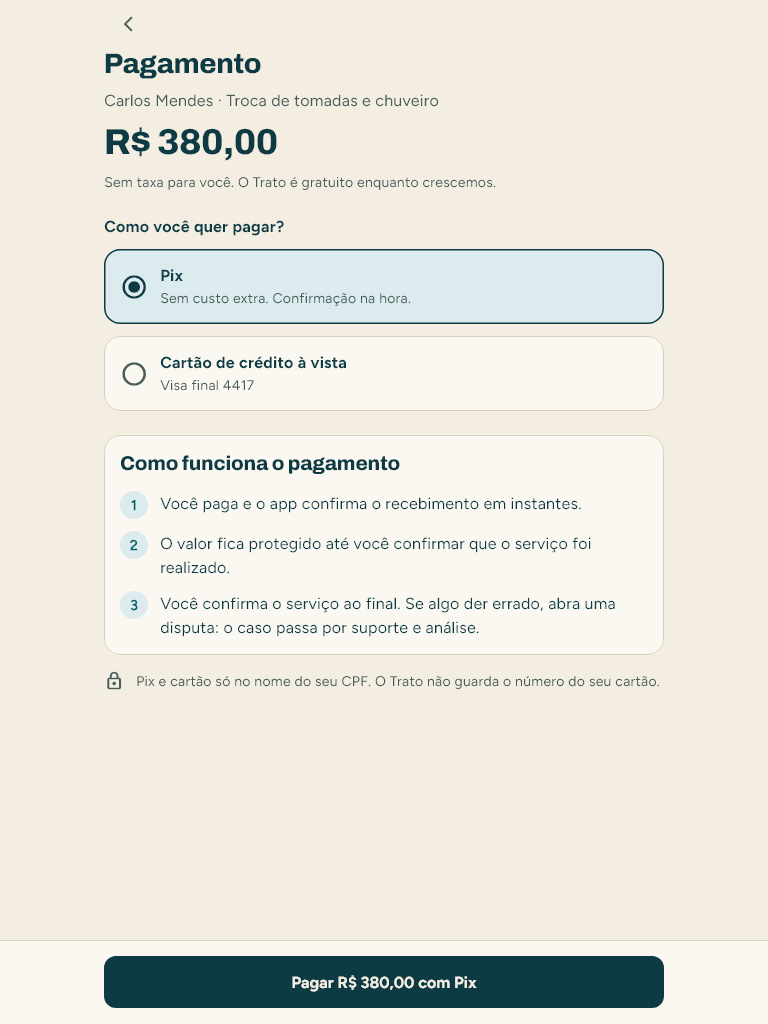 Pagamento
Carlos Mendes · Troca de tomadas e chuveiro
R$ 380,00
Sem taxa para você. O Trato é gratuito enquanto crescemos.
Como você quer pagar?
Pix
Sem custo extra. Confirmação na hora.
Cartão de crédito à vista
Visa final 4417
Como funciona o pagamento
1 Você paga e o app confirma o recebimento em instantes.
2 O valor fica protegido até você confirmar que o serviço foi
realizado.
3 Você confirma o serviço ao final. Se algo der errado, abra uma
disputa: o caso passa por suporte e análise.
Pix e cartão só no nome do seu CPF. O Trato não guarda o número do seu cartão.
Pagar R$ 380,00 com Pix